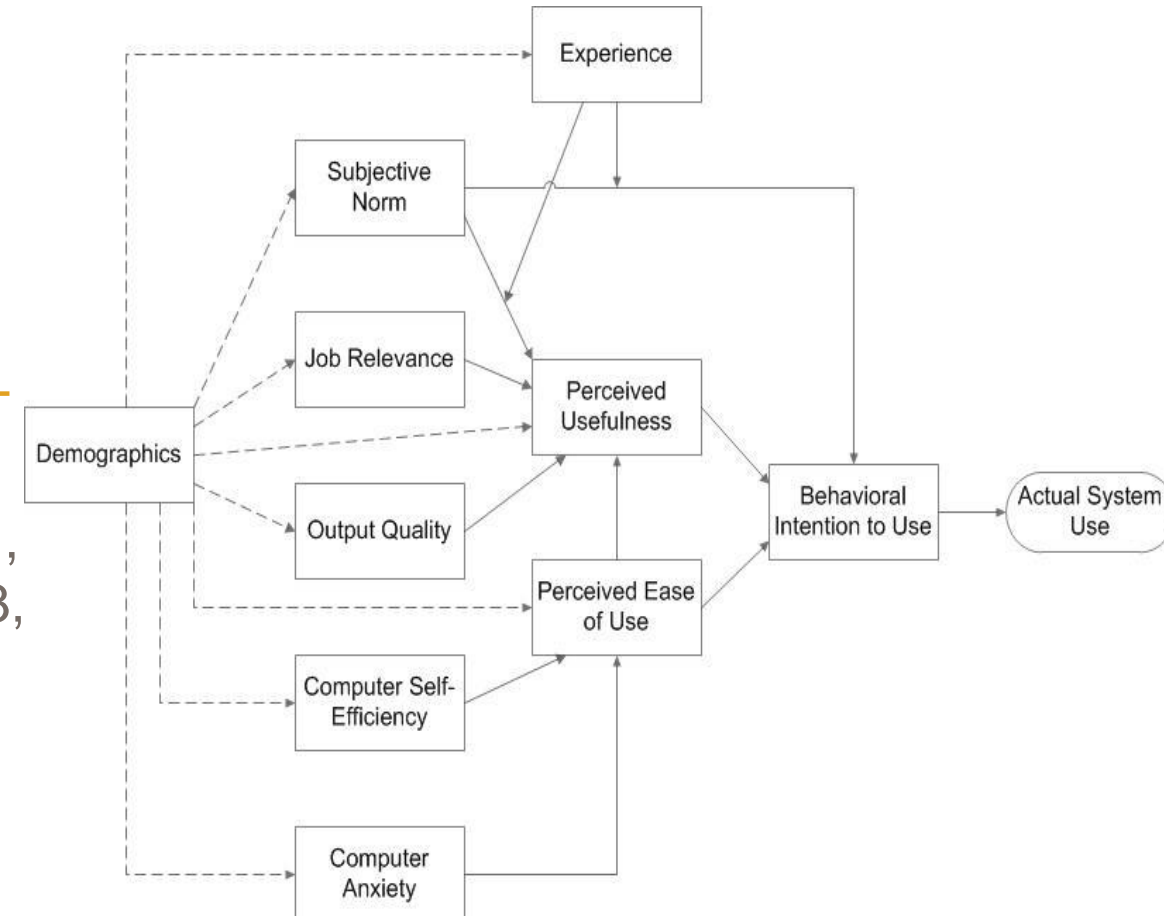 Experience
Subjective
Norm
Job Relevance
Perceived
Usefulness
Demographics
Output Quality
Behavioral
Intention to Use
Actual System
Use
,
3,
Perceived Ease
of Use
Computer Self-
Efficiency
Computer
Anxiety